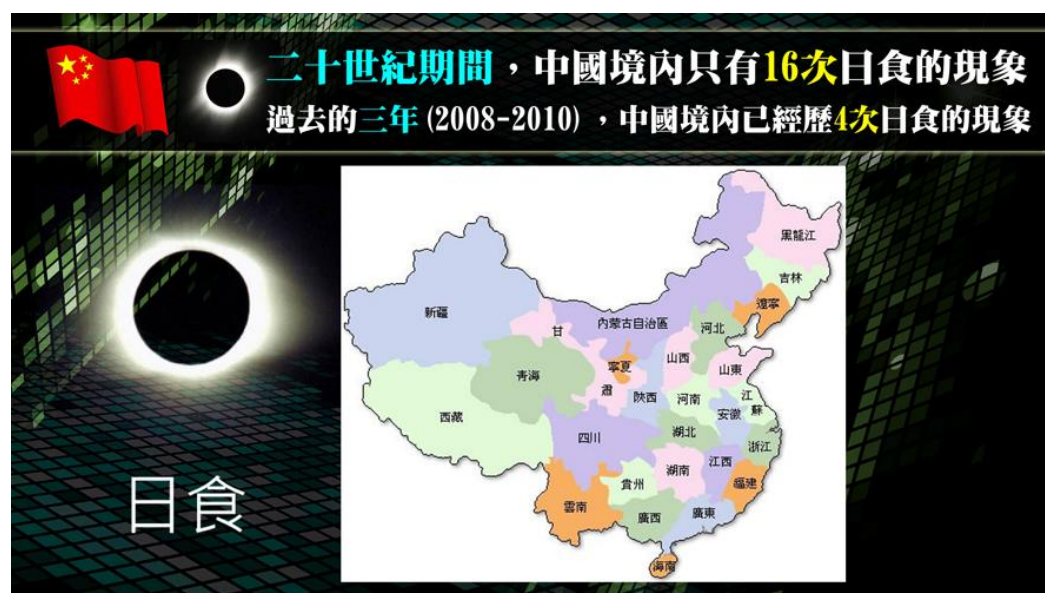 二十世紀期間，中國境內只有16次日食的現象
過去的三年(2008-2010)，中國境內已經歷4次日食的現象
黑龍江
吉林
遼寧
新疆
甘
內蒙古自治區
河北
寧夏
山西
山東
青海
肅
陝西
河南
江
蘇
安徽
西藏
四川
湖北
浙江
湖南
江西
貴州
福建
雲南
廣西
廣東
海南
日食